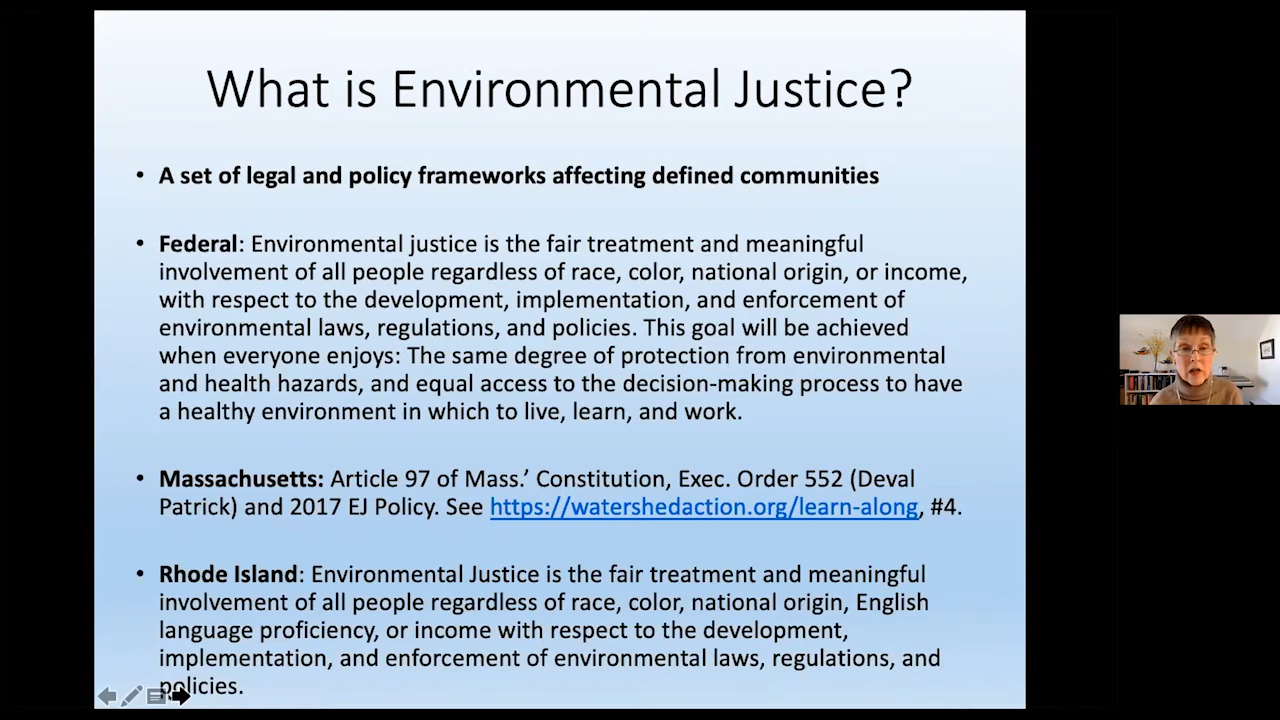 What is Environmental Justice?
• A set of legal and policy frameworks affecting defined communities
• Federal: Environmental justice is the fair treatment and meaningful
involvement of all people regardless of race, color, national origin, or income,
with respect to the development, implementation, and enforcement of
environmental laws, regulations, and policies. This goal will be achieved
when everyone enjoys: The same degree of protection from environmental
and health hazards, and equal access to the decision-making process to have
a healthy environment in which to live, learn, and work.
• Massachusetts: Article 97 of Mass.’ Constitution, Exec. Order 552 (Deval
Patrick) and 2017 EJ Policy. See https://watershedaction.org/learn-along, #4.
• Rhode Island: Environmental Justice is the fair treatment and meaningful
involvement of all people regardless of race, color, national origin, English
language proficiency, or income with respect to the development,
implementation, and enforcement of environmental laws, regulations, and
policies.